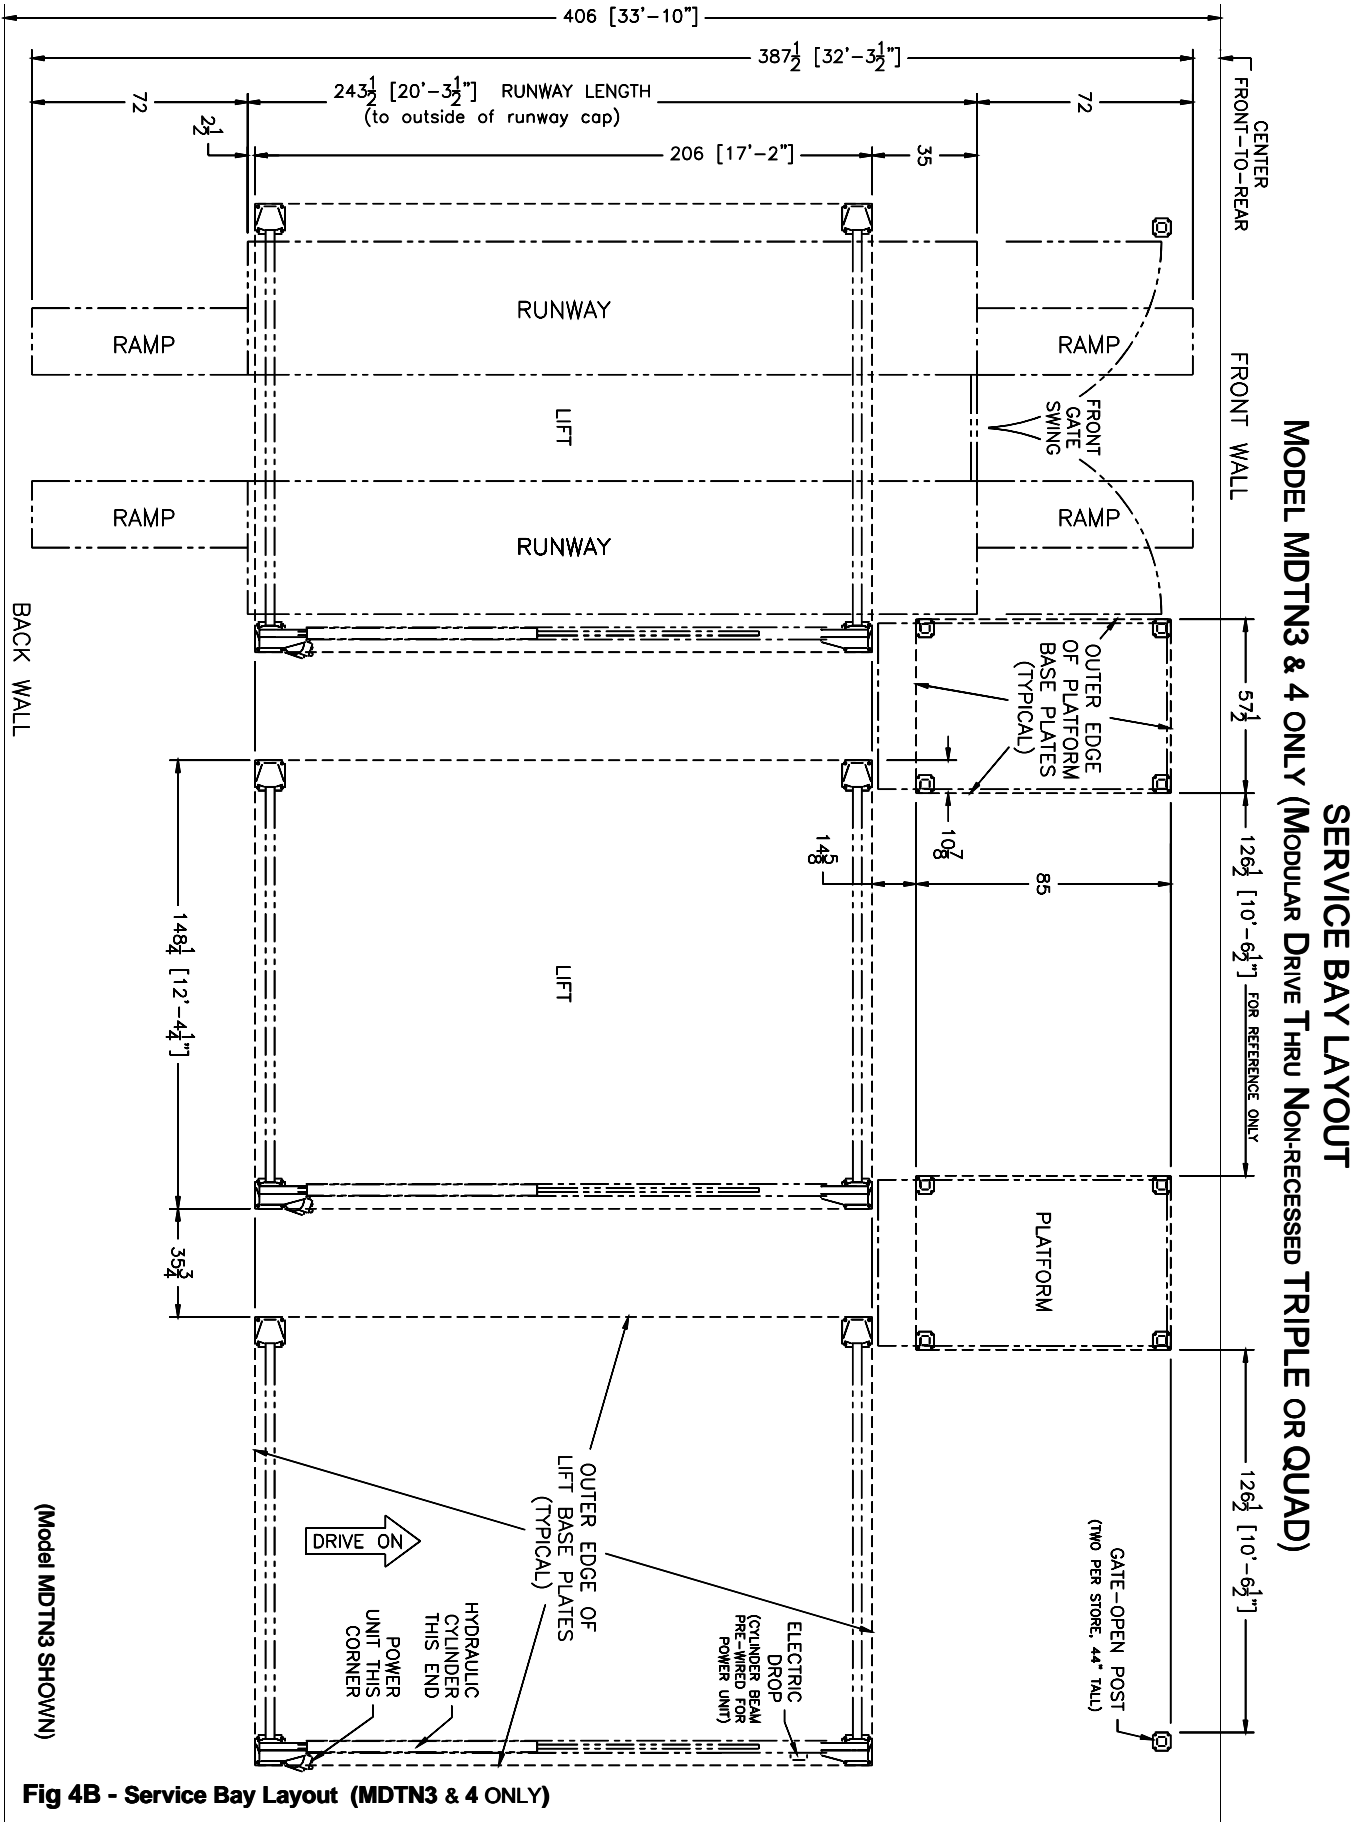 SERVICE BAY LAYOUT
MODEL MDTN3 & 4 ONLY (MODULAR DRIVE THRU NON-RECESSED TRIPLE OR QUAD)
406 [33'-10"]
387½ [32'-3½"]
243½ [20'-3½"] RUNWAY LENGTH
(to outside of runway cap)
72
72
2½
206 [17'-2"]
35
CENTER
FRONT-TO-REAR
FRONT WALL
RUNWAY
RAMP
RAMP
LIFT
FRONT
GATE
SWING
RAMP
RAMP
RUNWAY
BACK WALL
OUTER EDGE
OF PLATFORM
BASE PLATES
(TYPICAL)
57½
126½ [10'-6½"] FOR REFERENCE ONLY
10⅞
14⅝
85
148¼ [12'-4¼"]
LIFT
35¾
PLATFORM
126½ [10'-6½"]
OUTER EDGE OF
LIFT BASE PLATES
(TYPICAL)
DRIVE ON
GATE-OPEN POST
(TWO PER STORE, 44" TALL)
ELECTRIC
DROP
(CYLINDER BEAM
PRE-WIRED FOR
POWER UNIT)
HYDRAULIC
CYLINDER
THIS END
POWER
UNIT THIS
CORNER
(Model MDTN3 SHOWN)
Fig 4B - Service Bay Layout (MDTN3 & 4 ONLY)